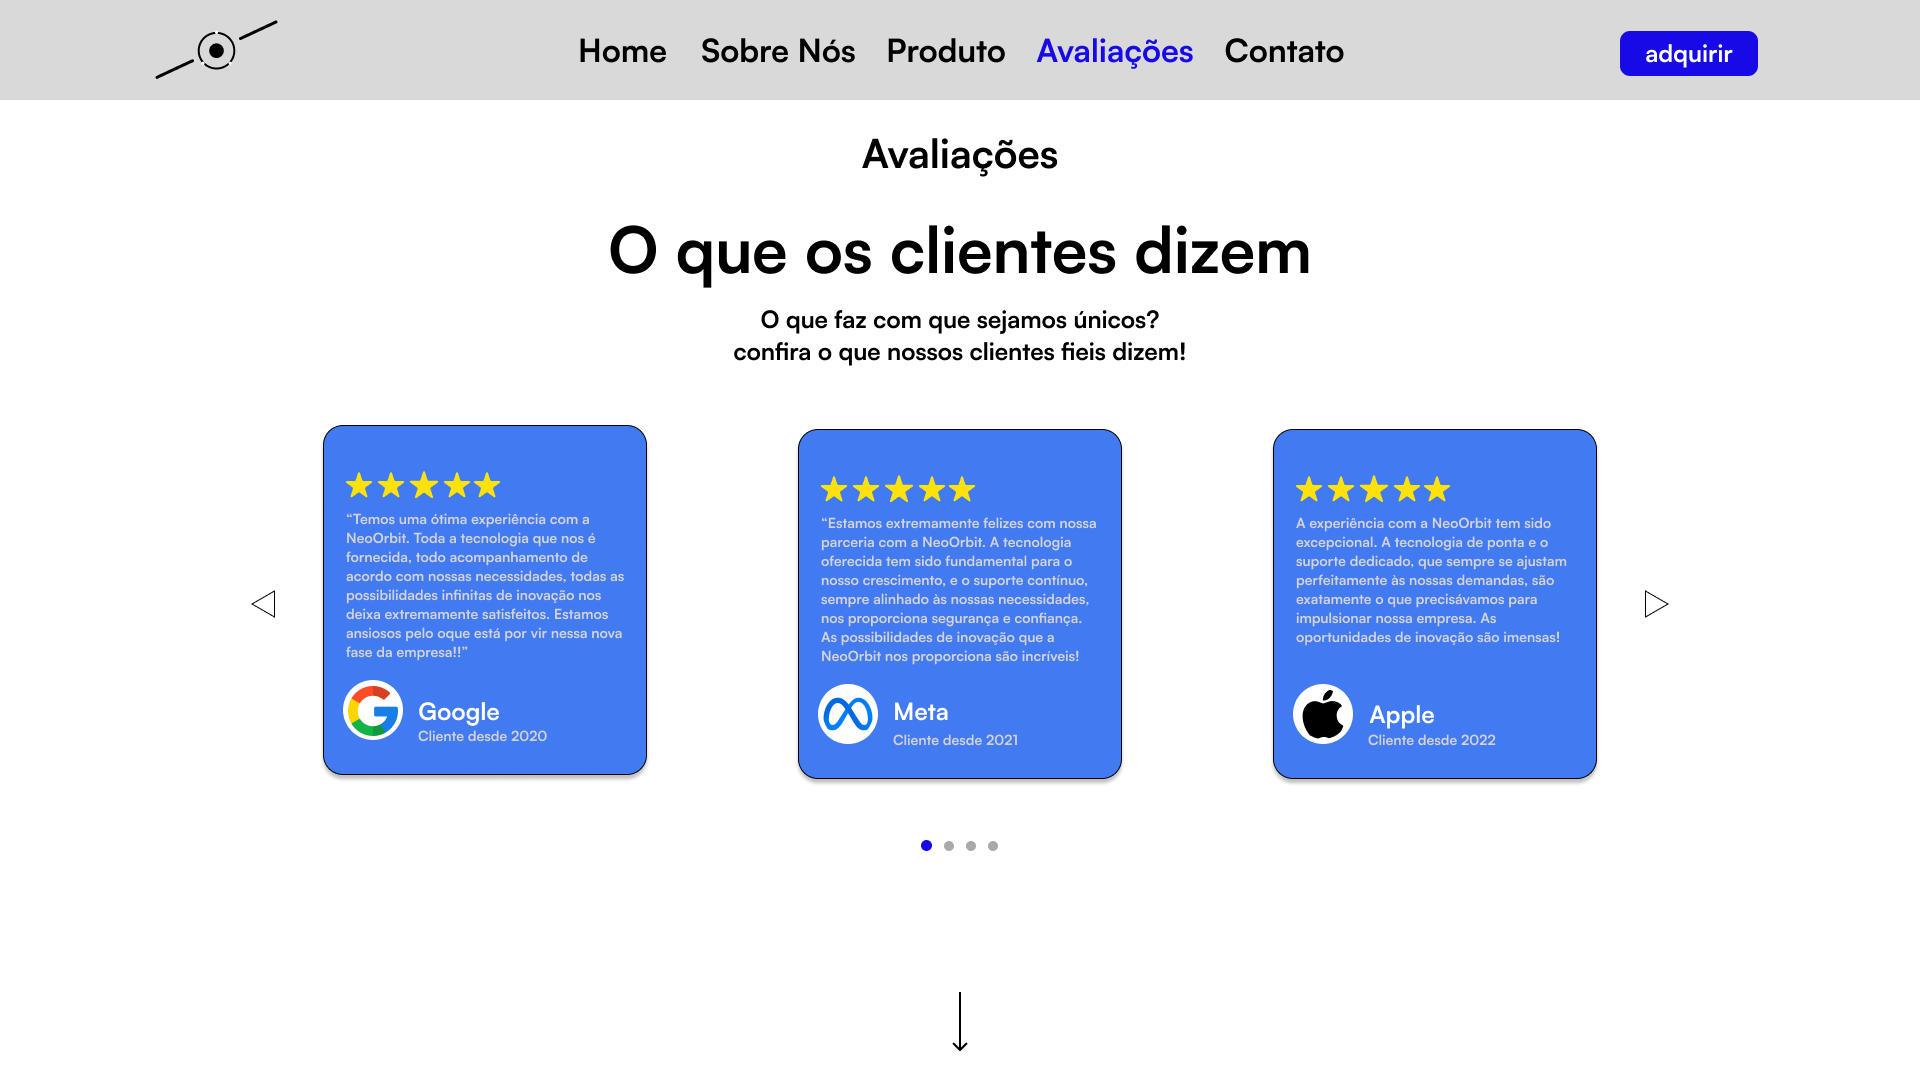 Home Sobre Nós Produto Avaliações Contato adquirir
Avaliações
O que os clientes dizem
O que faz com que sejamos únicos?
confira o que nossos clientes fieis dizem!
“Temos uma ótima experiência com a
NeoOrbit. Toda a tecnologia que nos é
fornecida, todo acompanhamento de
acordo com nossas necessidades, todas as
possibilidades infinitas de inovação nos
deixa extremamente satisfeitos. Estamos
ansiosos pelo oque está por vir nessa nova
fase da empresa!!”
Google
Cliente desde 2020
“Estamos extremamente felizes com nossa
parceria com a NeoOrbit. A tecnologia
oferecida tem sido fundamental para o
nosso crescimento, e o suporte contínuo,
sempre alinhado às nossas necessidades,
nos proporciona segurança e confiança.
As possibilidades de inovação que a
NeoOrbit nos proporciona são incríveis!
Meta
Cliente desde 2021
A experiência com a NeoOrbit tem sido
excepcional. A tecnologia de ponta e o
suporte dedicado, que sempre se ajustam
perfeitamente às nossas demandas, são
exatamente o que precisávamos para
impulsionar nossa empresa. As
oportunidades de inovação são imensas!
Apple
Cliente desde 2022